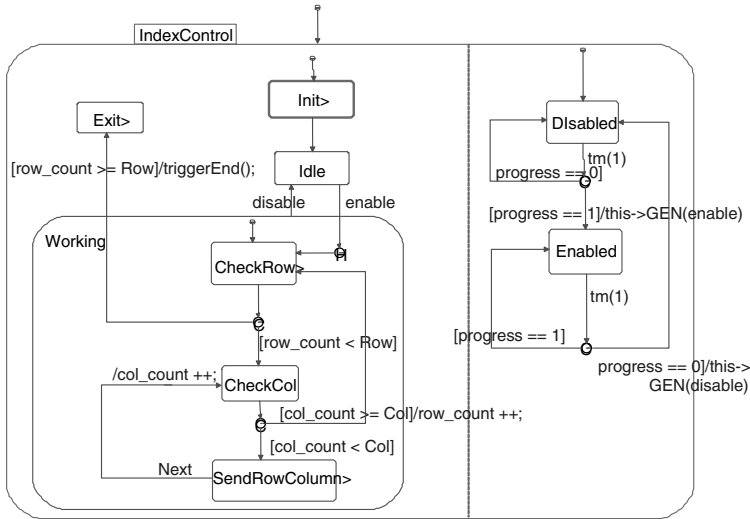 IndexControl
Init>
Exit>
DIsabled
tm(1)
[row_count >= Row]/triggerEnd();
Idle
progress == 0]
disable
enable
[progress == 1]/this->GEN(enable)
Working
H
CheckRow>
Enabled
tm(1)
[row_count < Row]
[progress == 1]
/col_count ++;
CheckCol
progress == 0]/this->
GEN(disable)
[col_count >= Col]/row_count ++;
[col_count < Col]
Next
SendRowColumn>